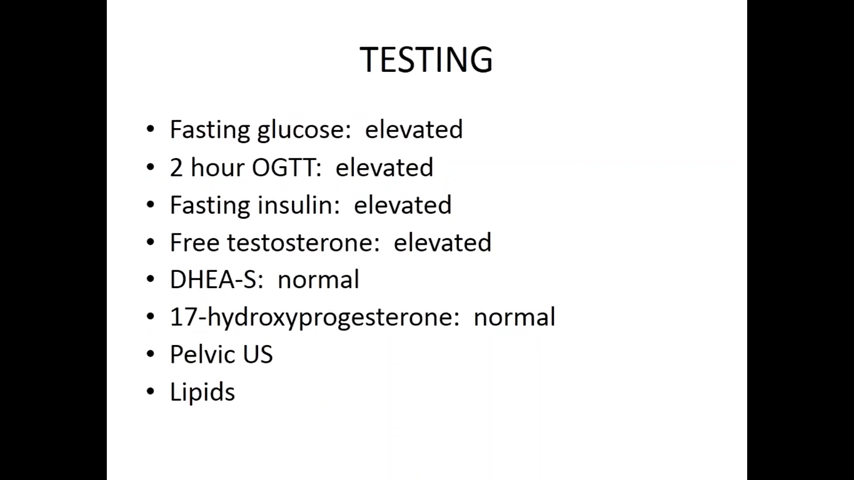 TESTING
• Fasting glucose: elevated
• 2 hour OGTT: elevated
• Fasting insulin: elevated
• Free testosterone: elevated
• DHEA-S: normal
• 17-hydroxyprogesterone: normal
• Pelvic US
• Lipids